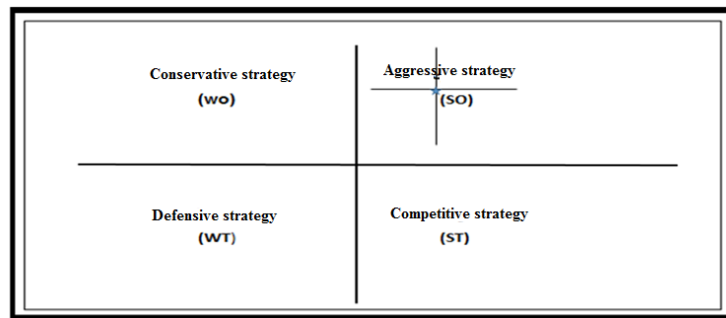 Conservative strategy
(WO)
Aggressive strategy
(SO)
Defensive strategy
(WT)
Competitive strategy
(ST)